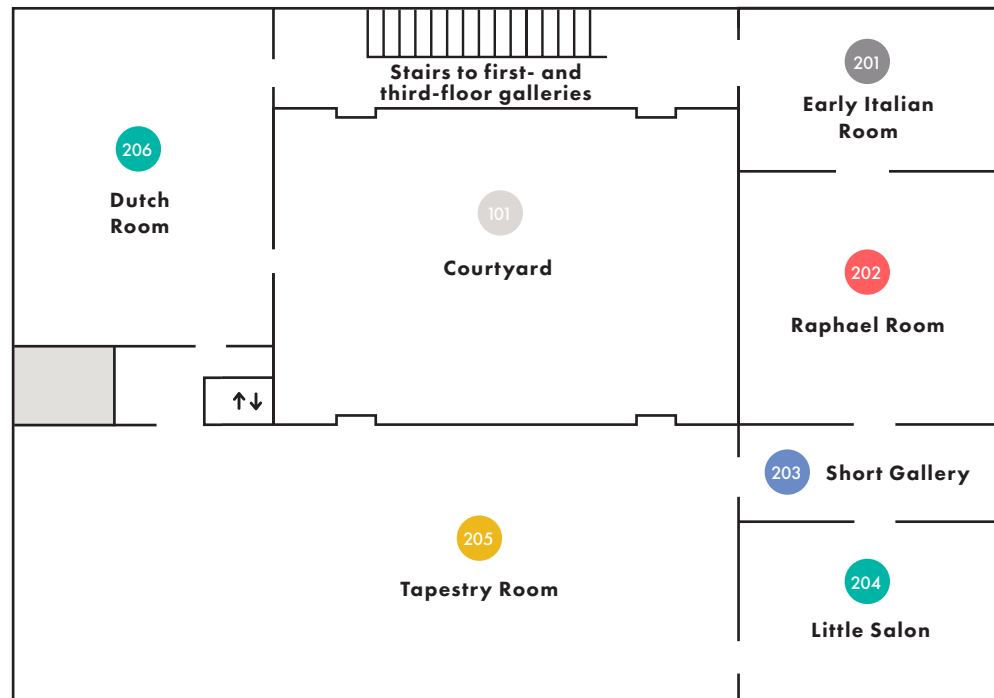 Stairs to first- and
third-floor galleries
201
Early Italian
Room
206
Dutch
Room
101
Courtyard
202
Raphael Room
203
Short Gallery
205
Tapestry Room
204
Little Salon